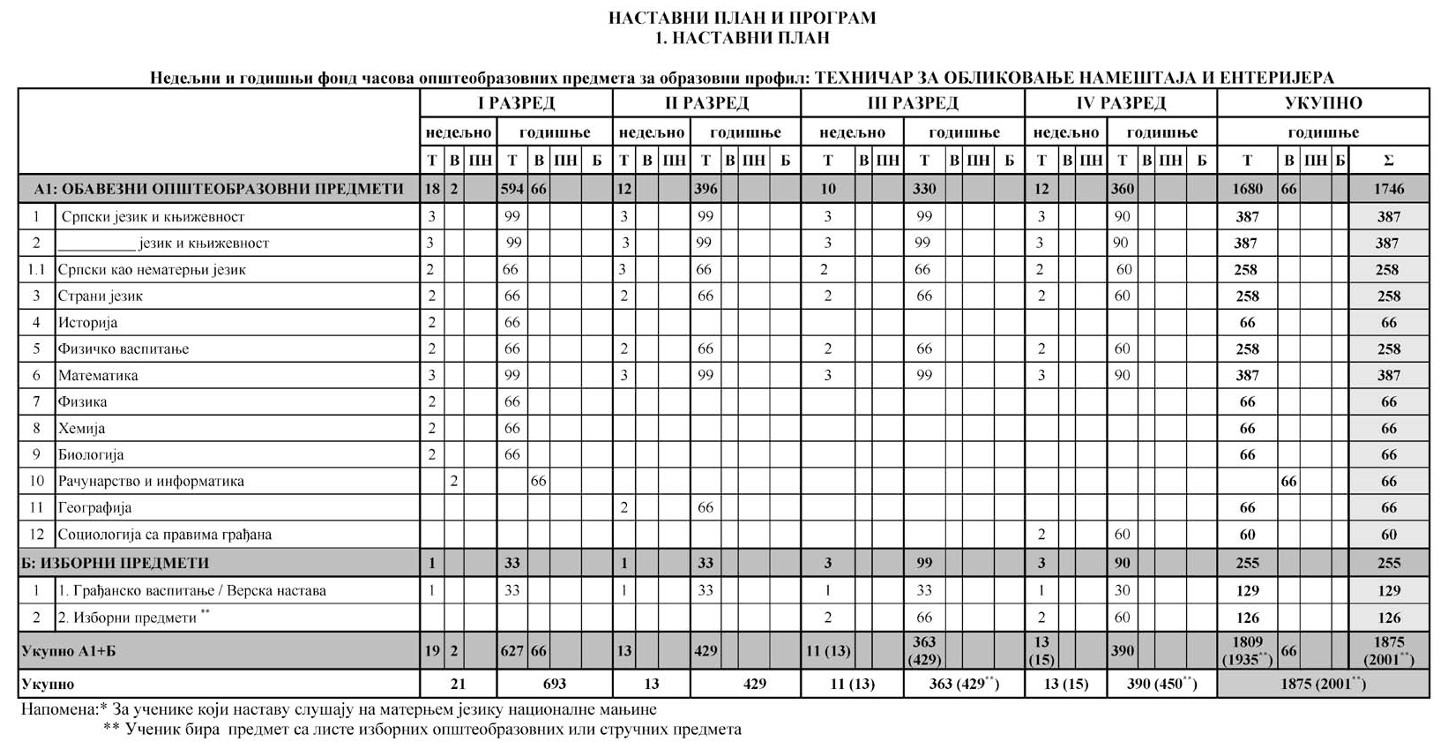 НАСТАВНИ ПЛАН И ПРОГРАМ
1. НАСТАВНИ ПЛАН
Недељни и годишњи фонд часова општеобразовних предмета за образовни профил: ТЕХНИЧАР ЗА ОБЛИКОВАЊЕ НАМЕШТАЈА И ЕНТЕРИЈЕРА
I РАЗРЕД II РАЗРЕД III РАЗРЕД IV РАЗРЕД УКУПНО
недељно годишње недељно годишње недељно годишње недељно годишње годишње
Т В ПН Т В ПН Б Т В ПН Т В ПН Б Т В ПН Т В ПН Б Т В ПН Т В ПН Б Т В ПН Б Σ
А1: ОБАВЕЗНИ ОПШТЕОБРАЗОВНИ ПРЕДМЕТИ 18 2 594 66 12 396 10 330 12 360 1680 66 1746
1 Српски језик и књижевност 3 99 3 99 3 99 3 90 387 387
2 ___________ језик и књижевност 3 99 3 99 3 99 3 90 387 387
1.1 Српски као нематерњи језик 2 66 3 66 2 66 2 60 258 258
3 Страни језик 2 66 2 66 2 66 2 60 258 258
4 Историја 2 66 66 66
5 Физичко васпитање 2 66 2 66 2 66 2 60 258 258
6 Математика 3 99 3 99 3 99 3 90 387 387
7 Физика 2 66 66 66
8 Хемија 2 66 66 66
9 Биологија 2 66 66 66
10 Рачунарство и информатика 2 66 66 66
11 Географија 2 66 66 66
12 Социологија са правима грађана 2 60 60 60
Б: ИЗБОРНИ ПРЕДМЕТИ 1 33 1 33 3 99 3 90 255 255
1 1. Грађанско васпитање / Верска настава 1 33 1 33 1 33 1 30 129 129
2 2. Изборни предмети ** 2 66 2 60 126 126
Укупно А1+Б 19 2 627 66 13 429 11 (13) 363 (429) 13 (15) 390 1809 (1935**) 66 1875 (2001**)
Укупно 21 693 13 429 11 (13) 363 (429**) 13 (15) 390 (450**) 1875 (2001**)
Напомена:* За ученике који наставу слушају на матерњем језику националне мањине
** Ученик бира предмет са листе изборних општеобразовних или стручних предмета